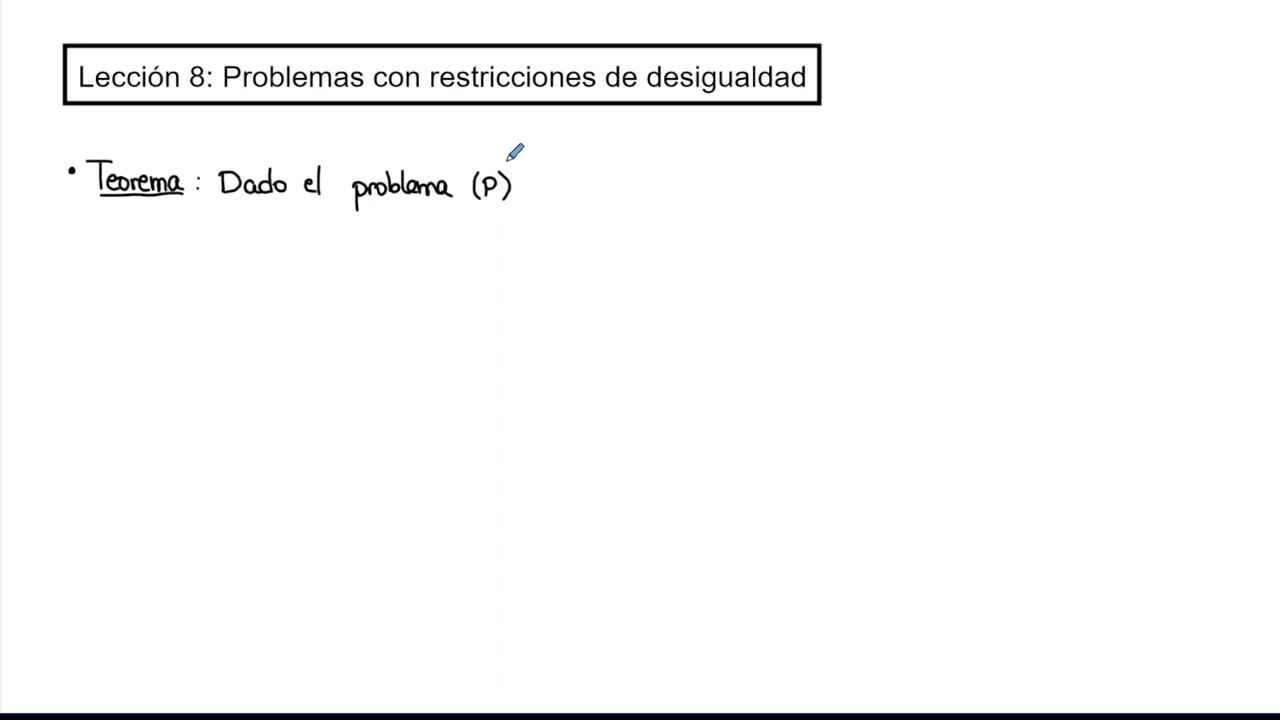 Lección 8: Problemas con restricciones de desigualdad
• Teorema: Dado el problema (P)